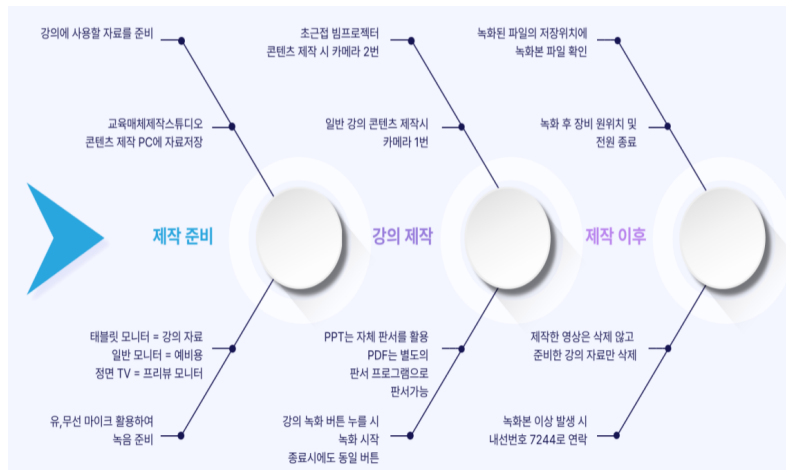 강의에 사용할 자료를 준비
교육매체제작스튜디오
콘텐츠 제작 PC에 자료저장
제작 준비
태블릿 모니터 = 강의 자료
일반 모니터 = 예비용
정면 TV = 프리뷰 모니터
유,무선 마이크 활용하여
녹음 준비
초근접 빔프로젝터
콘텐츠 제작 시 카메라 2번
일반 강의 콘텐츠 제작시
카메라 1번
강의 제작
PPT는 자체 판서를 활용
PDF는 별도의
판서 프로그램으로
판서가능
강의 녹화 버튼 누를 시
녹화 시작
종료시에도 동일 버튼
녹화된 파일의 저장위치에
녹화본 파일 확인
녹화 후 장비 원위치 및
전원 종료
제작 이후
제작한 영상은 삭제 않고
준비한 강의 자료만 삭제
녹화본 이상 발생 시
내선번호 7244로 연락